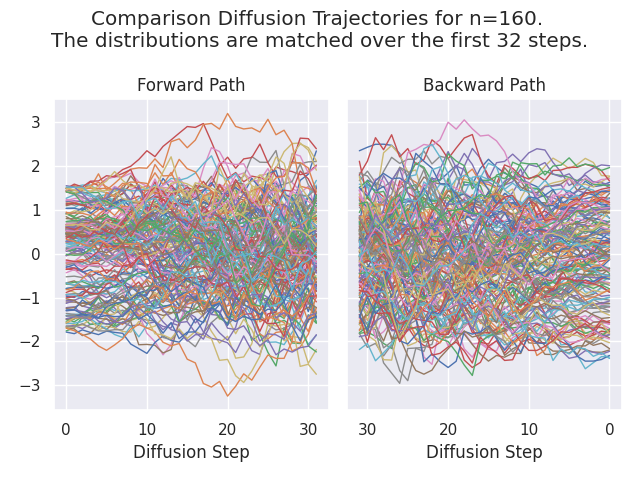 Comparison Diffusion Trajectories for n=160.
The distributions are matched over the first 32 steps.
Forward Path
Backward Path
3
2
1
0
−1
−2
−3
0 10 20 30
30 20 10 0
Diffusion Step
Diffusion Step